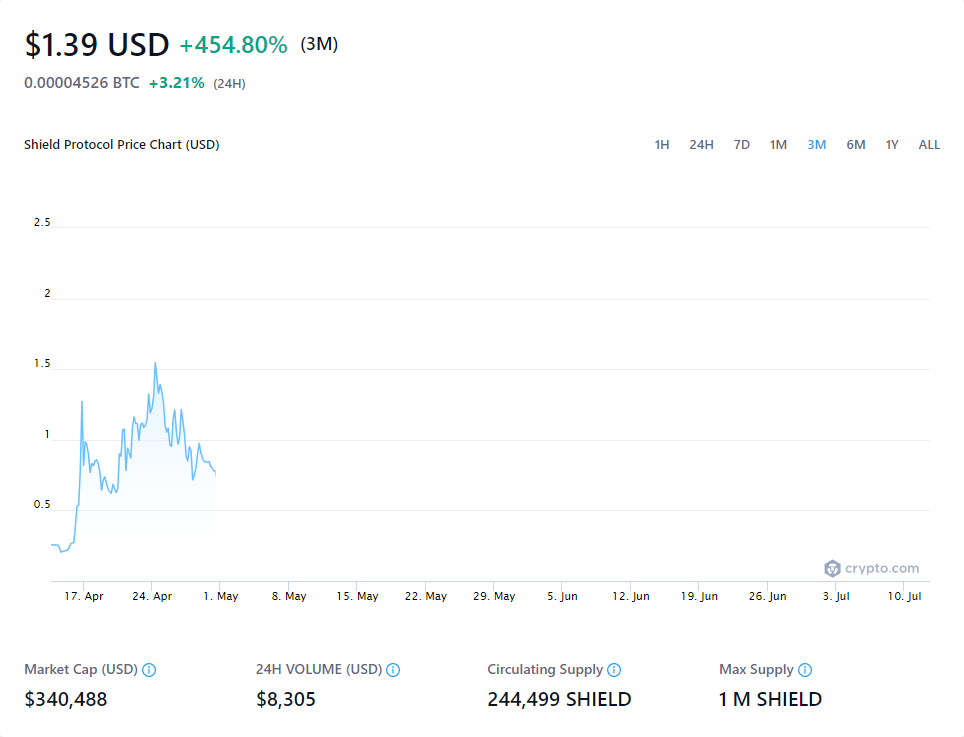 $1.39 USD +454.80% (3M)
0.00004526 BTC +3.21% (24H)
Shield Protocol Price Chart (USD) 1H 24H 7D 1M 3M 6M 1Y ALL
2.5
2
1.5
1
0.5
crypto.com
17. Apr 24. Apr 1. May 8. May 15. May 22. May 29. May 5. Jun 12. Jun 19. Jun 26. Jun 3. Jul 10. Jul
Market Cap (USD) 24H VOLUME (USD) Circulating Supply Max Supply
$340,488 $8,305 244,499 SHIELD 1 M SHIELD